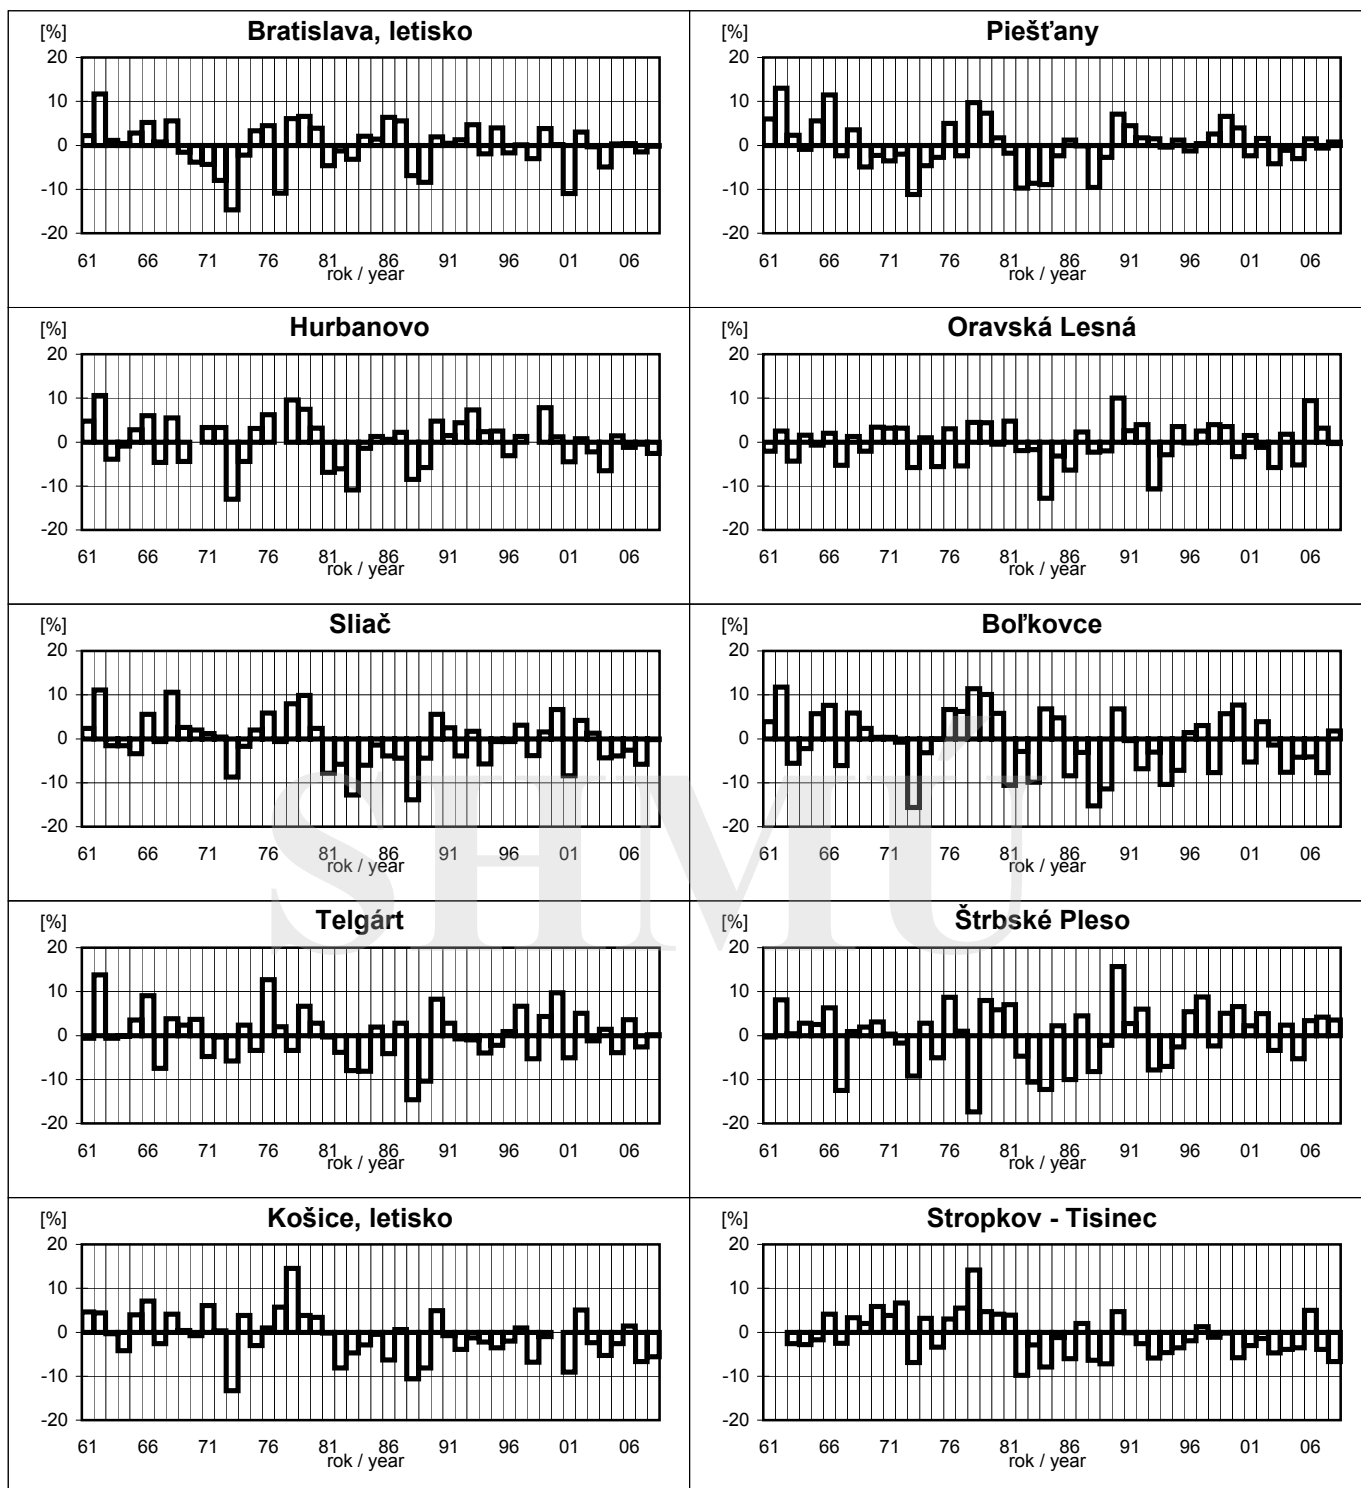 [%] Bratislava, letisko
20
10
0
-10
-20
61 66 71 76 81 86 91 96 01 06
rok / year
[%] Piešťany
20
10
0
-10
-20
61 66 71 76 81 86 91 96 01 06
rok / year
[%] Hurbanovo
20
10
0
-10
-20
61 66 71 76 81 86 91 96 01 06
rok / year
[%] Oravská Lesná
20
10
0
-10
-20
61 66 71 76 81 86 91 96 01 06
rok / year
[%] Sliač
20
10
0
-10
-20
61 66 71 76 81 86 91 96 01 06
rok / year
[%] Boľkovce
20
10
0
-10
-20
61 66 71 76 81 86 91 96 01 06
rok / year
SHMÚ
[%] Telgárt
20
10
0
-10
-20
61 66 71 76 81 86 91 96 01 06
rok / year
[%] Štrbské Pleso
20
10
0
-10
-20
61 66 71 76 81 86 91 96 01 06
rok / year
[%] Košice, letisko
20
10
0
-10
-20
61 66 71 76 81 86 91 96 01 06
rok / year
[%] Stropkov - Tisinec
20
10
0
-10
-20
61 66 71 76 81 86 91 96 01 06
rok / year